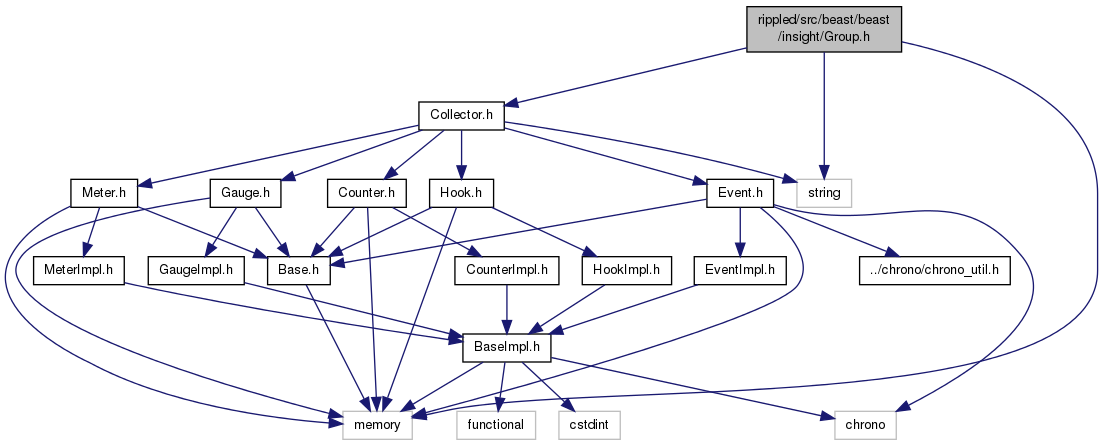 rippled/src/beast/beast
/insight/Group.h
Collector.h
Meter.h
Gauge.h
Counter.h
Hook.h
Event.h
string
MeterImpl.h
GaugeImpl.h
Base.h
CounterImpl.h
HookImpl.h
EventImpl.h
../chrono/chrono_util.h
BaseImpl.h
memory
functional
cstdint
chrono